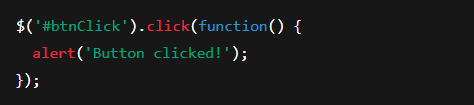 $('#btnClick').click(function() {
  alert('Button clicked!');
});